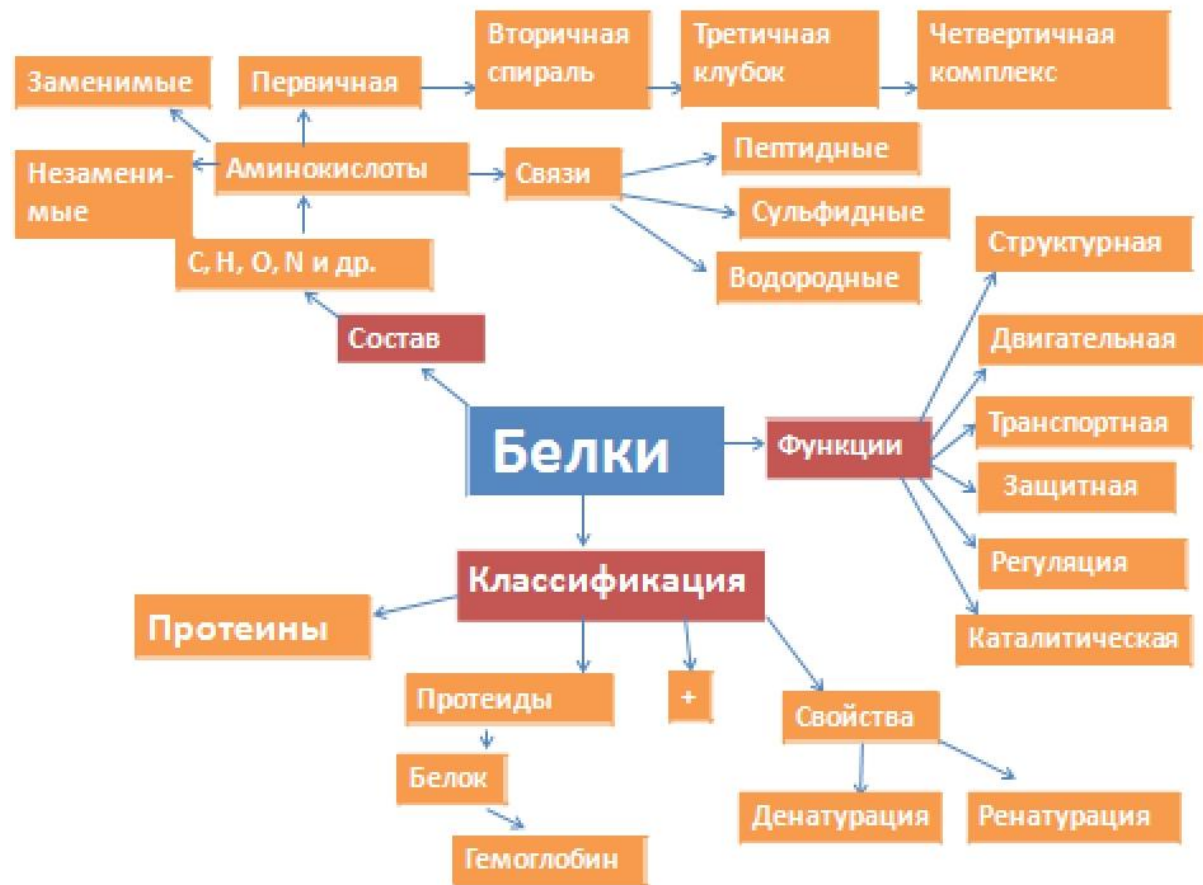 Вторичная
спираль
Третичная
клубок
Четвертичная
комплекс
Заменимые
Первичная
Незамени-
мые
Аминокислоты
Связи
Пептидные
Сульфидные
Водородные
С, Н, О, N и др.
Состав
Структурная
Двигательная
Белки
Функции
Транспортная
Защитная
Регуляция
Каталитическая
Классификация
Протеины
Протеиды
+
Свойства
Белок
Гемоглобин
Денатурация
Ренатурация